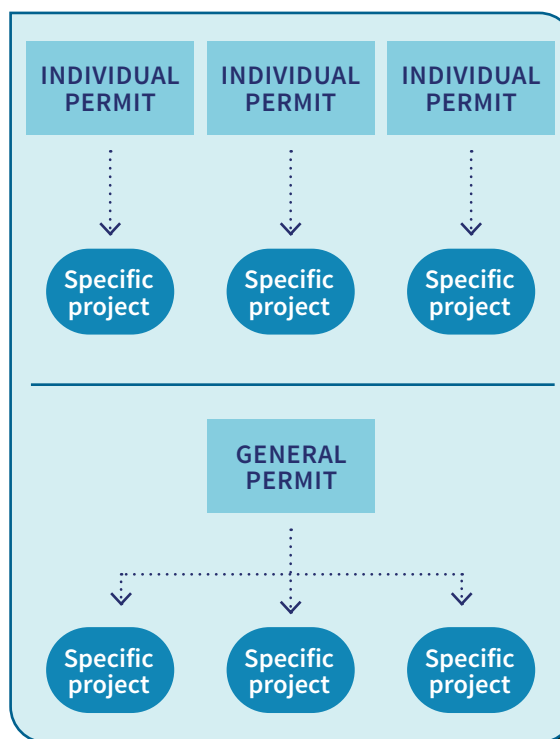 INDIVIDUAL
PERMIT
INDIVIDUAL
PERMIT
INDIVIDUAL
PERMIT
Specific
project
Specific
project
Specific
project
GENERAL
PERMIT
Specific
project
Specific
project
Specific
project